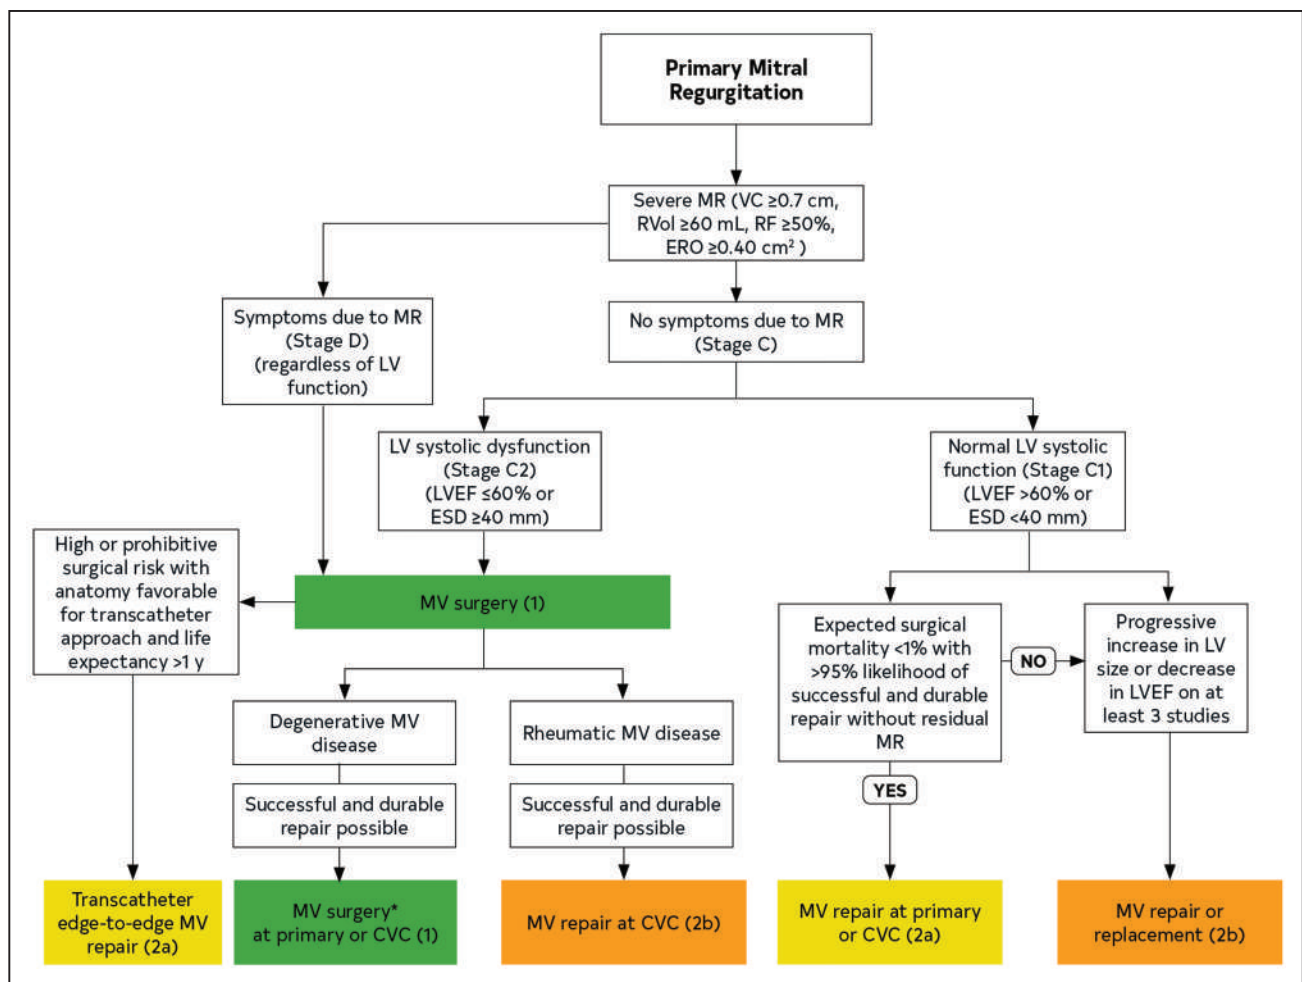 Primary Mitral
Regurgitation
Severe MR (VC ≥0.7 cm,
RVol ≥60 mL, RF ≥50%,
ERO ≥0.40 cm² )
Symptoms due to MR
(Stage D)
(regardless of LV
function)
No symptoms due to MR
(Stage C)
LV systolic dysfunction
(Stage C2)
(LVEF ≤60% or
ESD ≥40 mm)
Normal LV systolic
function (Stage C1)
(LVEF >60% or
ESD <40 mm)
High or prohibitive
surgical risk with
anatomy favorable
for transcatheter
approach and life
expectancy >1 y
MV surgery (1)
Expected surgical
mortality <1% with
>95% likelihood of
successful and durable
repair without residual
MR
NO
Progressive
increase in LV
size or decrease
in LVEF on at
least 3 studies
YES
Degenerative MV
disease
Rheumatic MV disease
Successful and durable
repair possible
Successful and durable
repair possible
Transcatheter
edge-to-edge MV
repair (2a)
MV surgery*
at primary or CVC (1)
MV repair at CVC (2b)
MV repair at primary
or CVC (2a)
MV repair or
replacement (2b)